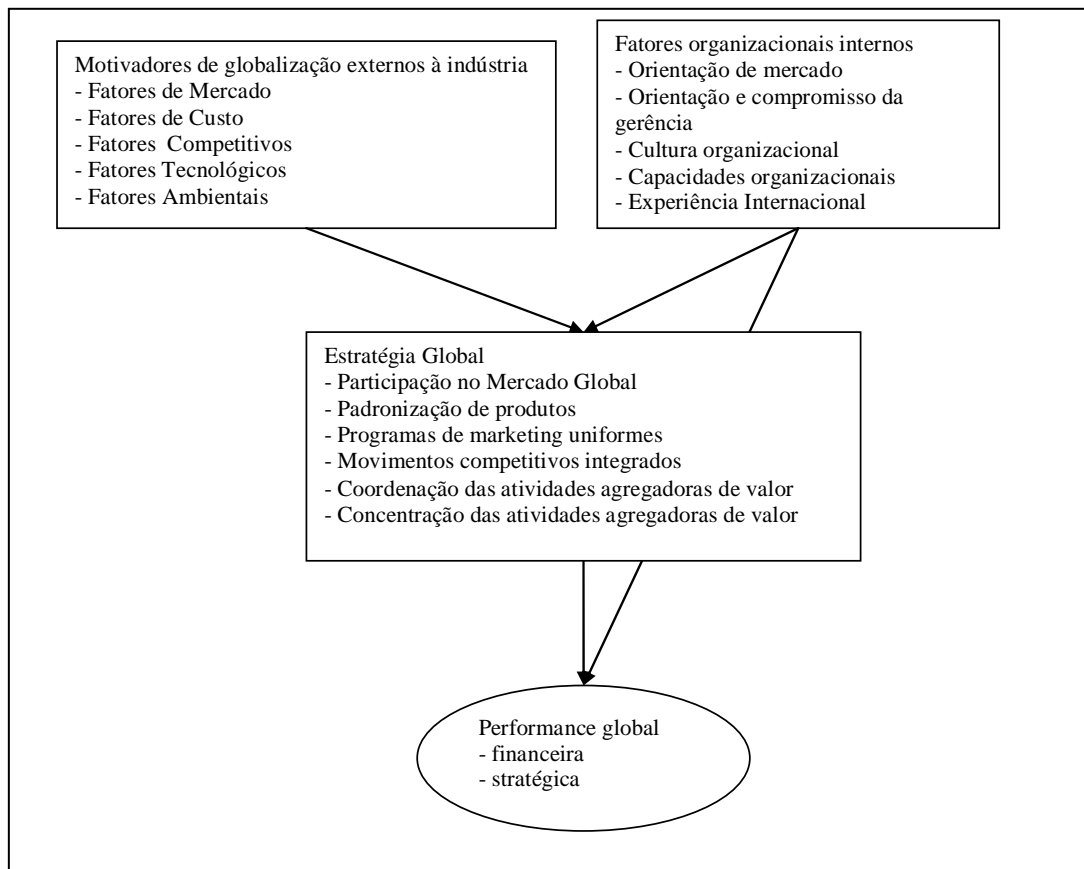 Motivadores de globalização externos à indústria
- Fatores de Mercado
- Fatores de Custo
- Fatores  Competitivos
- Fatores Tecnológicos
- Fatores Ambientais
Fatores organizacionais internos
- Orientação de mercado
- Orientação e compromisso da
gerência
- Cultura organizacional
- Capacidades organizacionais
- Experiência Internacional
Estratégia Global
- Participação no Mercado Global
- Padronização de produtos
- Programas de marketing uniformes
- Movimentos competitivos integrados
- Coordenação das atividades agregadoras de valor
- Concentração das atividades agregadoras de valor
Performance global
- financeira
- stratégica